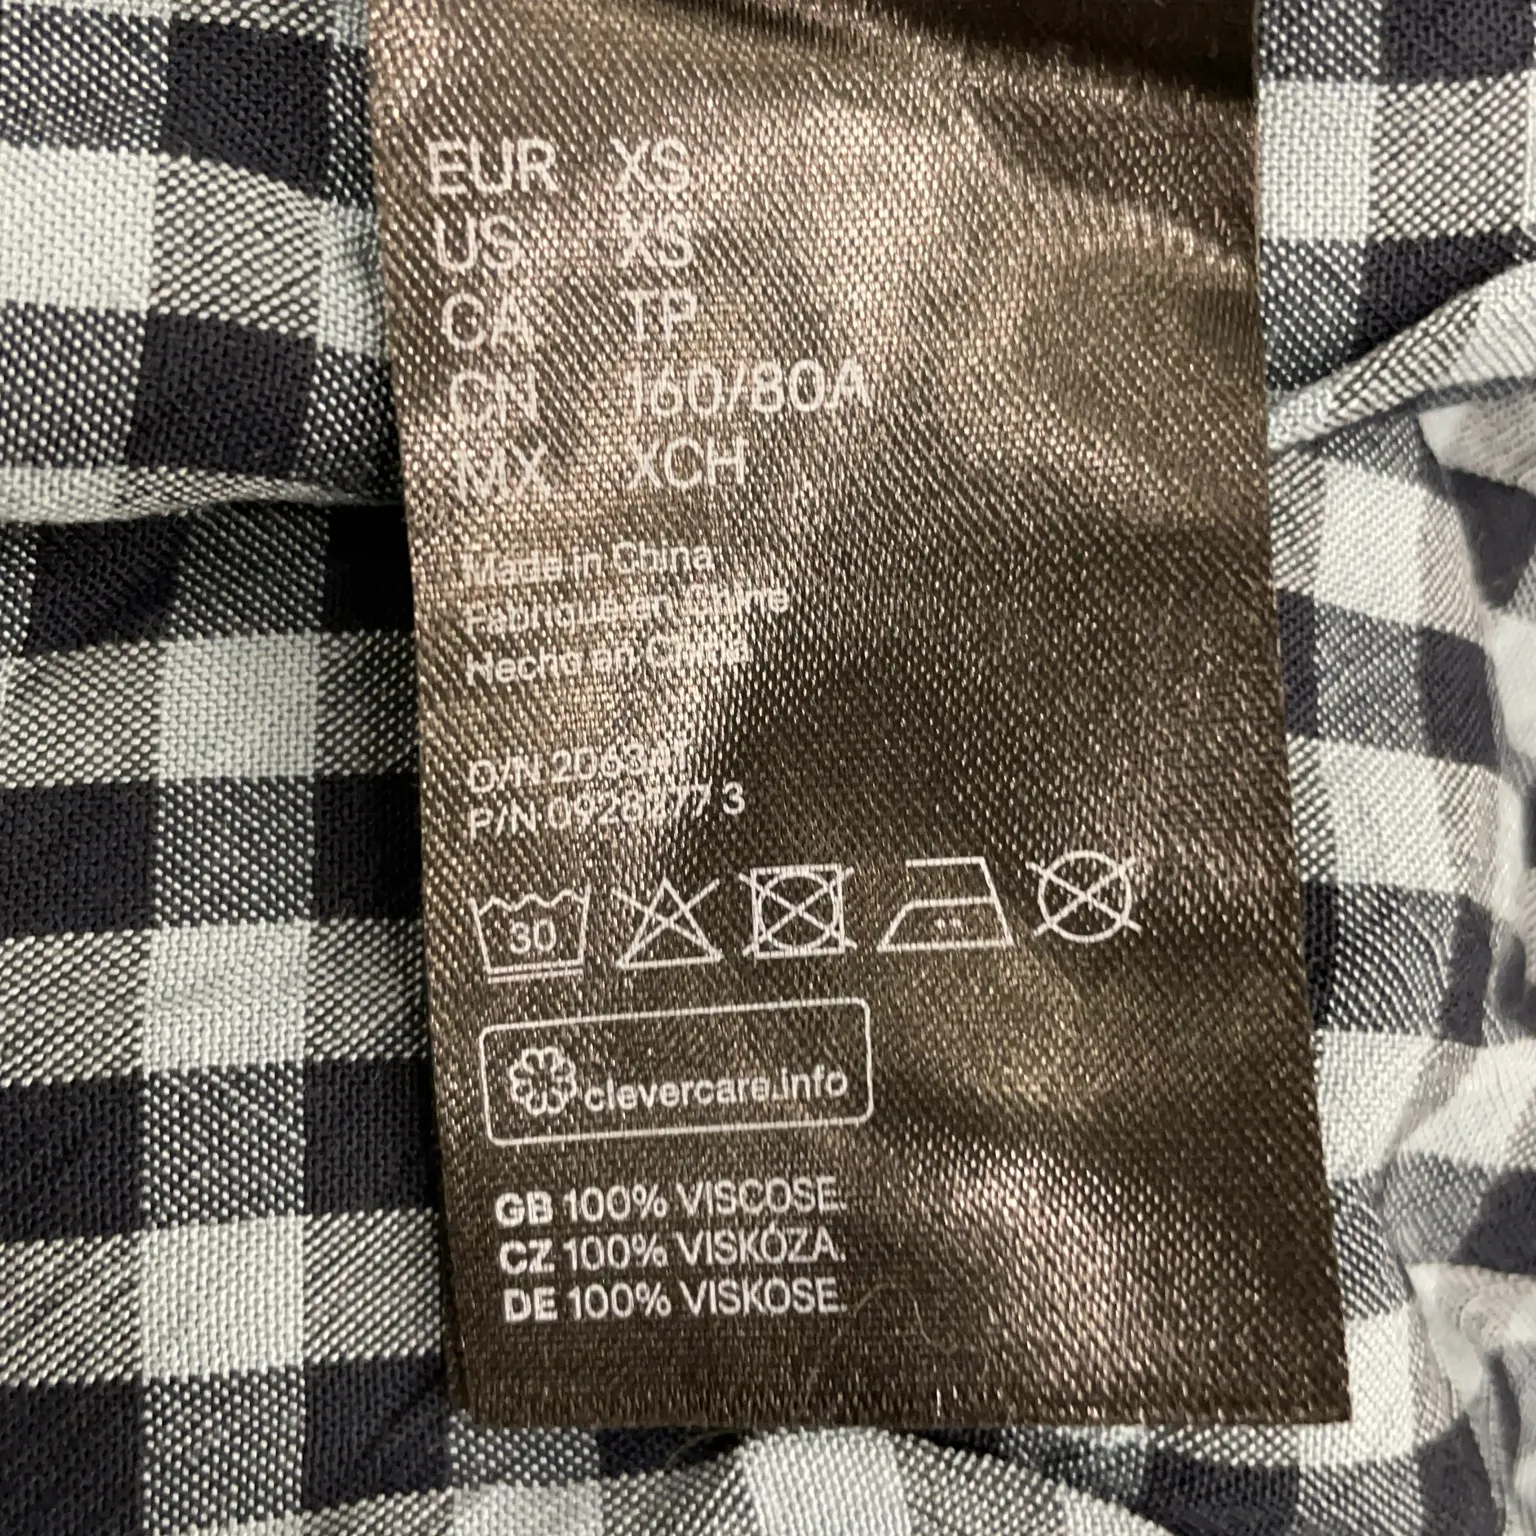 EUR XS
US XS
CA TP
CN 160/80A
MX XCH
Made in China
Fabriqué en Chine
Hecho en China
O/N:
P/N:
30
clevercare.info
GB 100% VISCOSE.
CZ 100% VISKÓZA.
DE 100% VISKOSE.